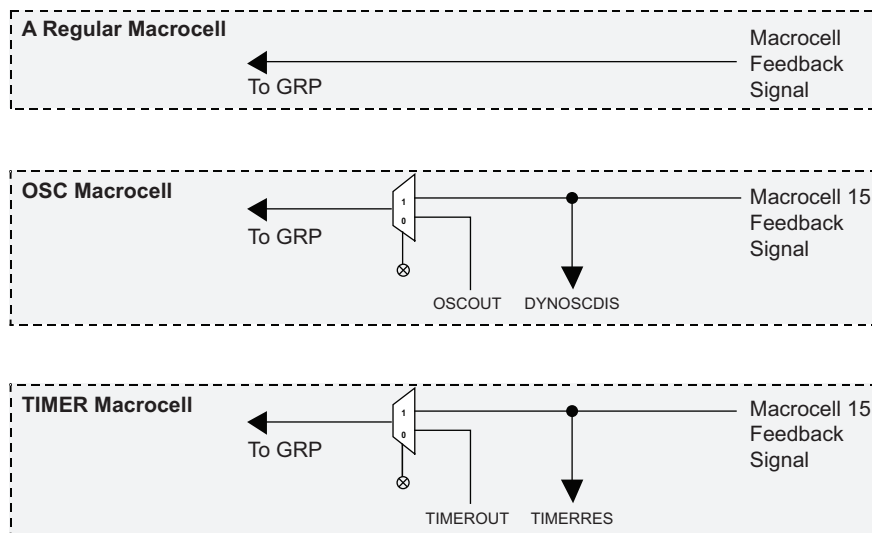 A Regular Macrocell
To GRP
Macrocell
Feedback
Signal
OSC Macrocell
To GRP
1
0
OSCOUT
DYNOSCDIS
Macrocell 15
Feedback
Signal
TIMER Macrocell
To GRP
1
0
TIMEROUT
TIMERRES
Macrocell 15
Feedback
Signal